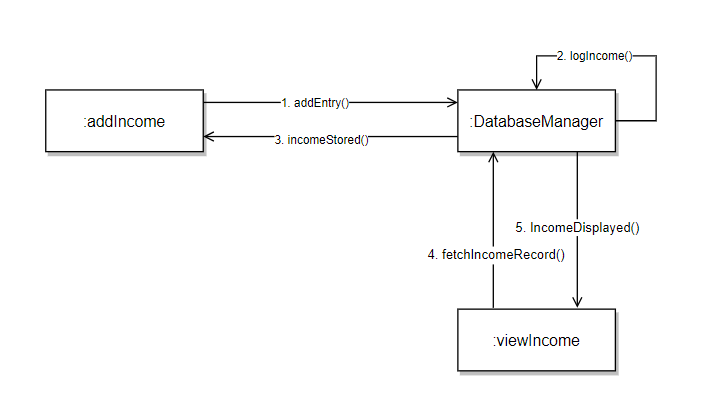 2. logIncome()
1. addEntry()
:addIncome
:DatabaseManager
3. incomeStored()
5. IncomeDisplayed()
4. fetchIncomeRecord()
:viewIncome